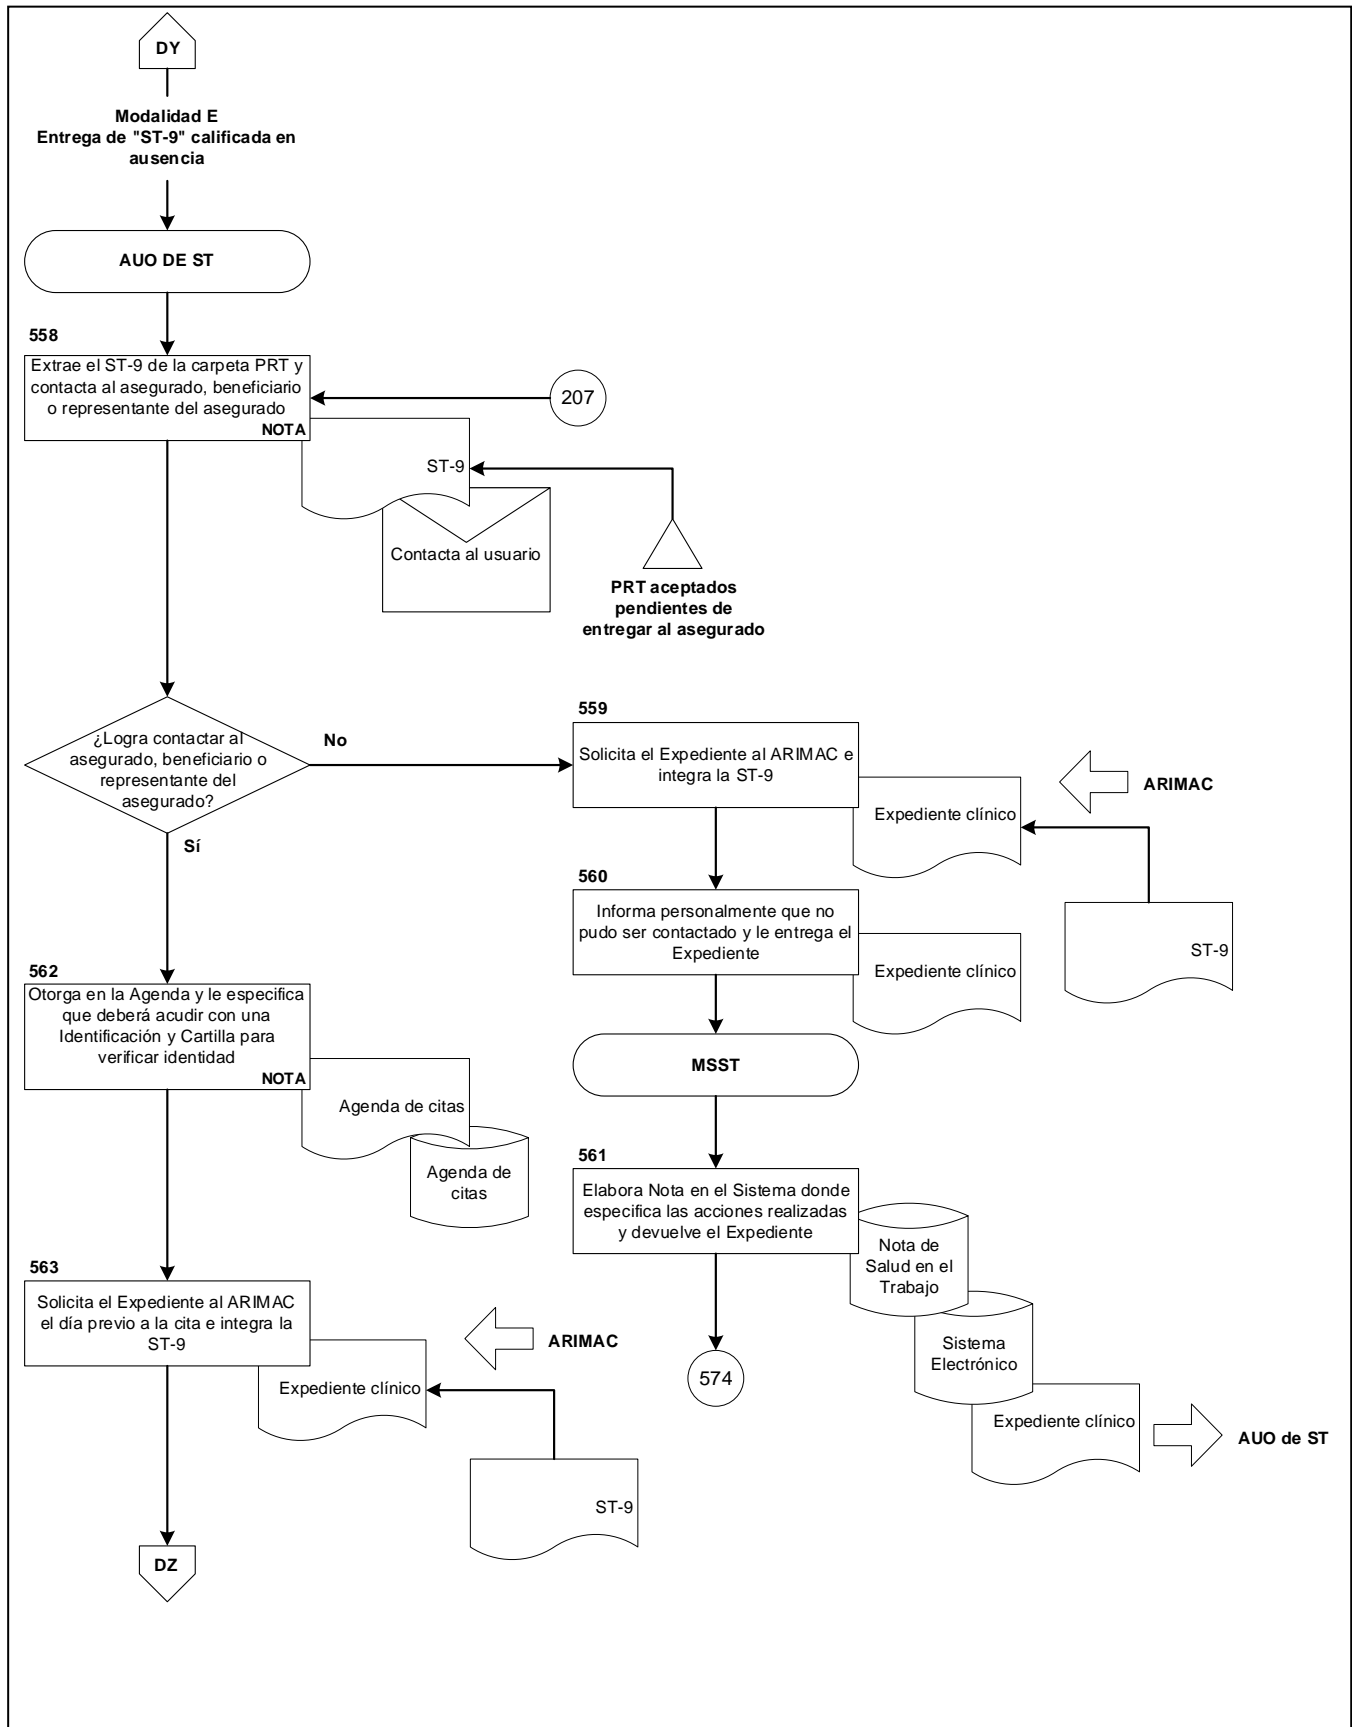 DY
Modalidad E
Entrega de "ST-9" calificada en
ausencia
AUO DE ST
558
Extrae el ST-9 de la carpeta PRT y
contacta al asegurado, beneficiario
o representante del asegurado
NOTA
207
ST-9
Contacta al usuario
PRT aceptados
pendientes de
entregar al asegurado
¿Logra contactar al
asegurado, beneficiario o
representante del
asegurado?
No
Sí
559
Solicita el Expediente al ARIMAC e
integra la ST-9
Expediente clínico
ARIMAC
ST-9
560
Informa personalmente que no
pudo ser contactado y le entrega el
Expediente
Expediente clínico
MSST
561
Elabora Nota en el Sistema donde
especifica las acciones realizadas
y devuelve el Expediente
Nota de
Salud en el
Trabajo
Sistema
Electrónico
Expediente clínico
AUO de ST
574
562
Otorga en la Agenda y le especifica
que deberá acudir con una
Identificación y Cartilla para
verificar identidad
NOTA
Agenda de citas
Agenda de
citas
563
Solicita el Expediente al ARIMAC
el día previo a la cita e integra la
ST-9
Expediente clínico
ARIMAC
ST-9
DZ